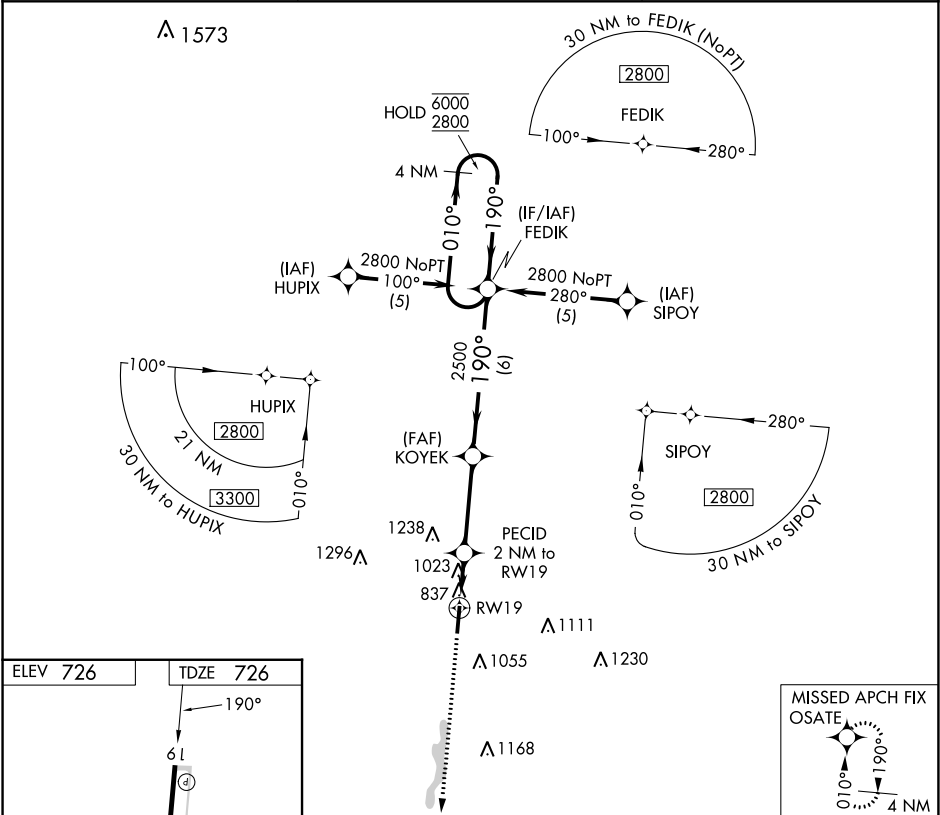 1573
30 NM to FEDIK (NoPT)
2800
FEDIK
100°
280°
HOLD 6000
2800
4 NM
010°
190°
(IF/IAF)
FEDIK
(IAF)
HUPIX
2800 NoPT
100°
(5)
2800 NoPT
280°
(5)
(IAF)
SIPOY
2500
190°
(6)
100°
HUPIX
2800
21 NM
3300
30 NM to HUPIX
010°
280°
SIPOY
2800
010°
30 NM to SIPOY
(FAF)
KOYEK
1238
1296
1023
837
PECID
2 NM to
RW19
RW19
1111
1055
1230
1168
ELEV 726
TDZE 726
190°
19
P
MISSED APCH FIX
OSATE
010°
190°
4 NM